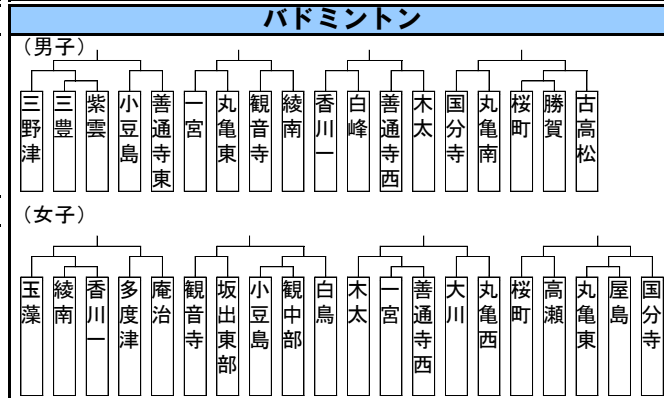 バドミントン
（男子）
三野津
三豊
紫雲
小豆島
善通寺東
一宮
丸亀東
観音寺
綾南
香川一
白峰
善通寺西
木太
国分寺
丸亀南
桜町
勝賀
古高松
（女子）
玉藻
綾南
香川一
多度津
庵治
観音寺
坂出東部
小豆島
観中部
白鳥
木太
一宮
善通寺西
大川
丸亀西
桜町
高瀬
丸亀東
屋島
国分寺